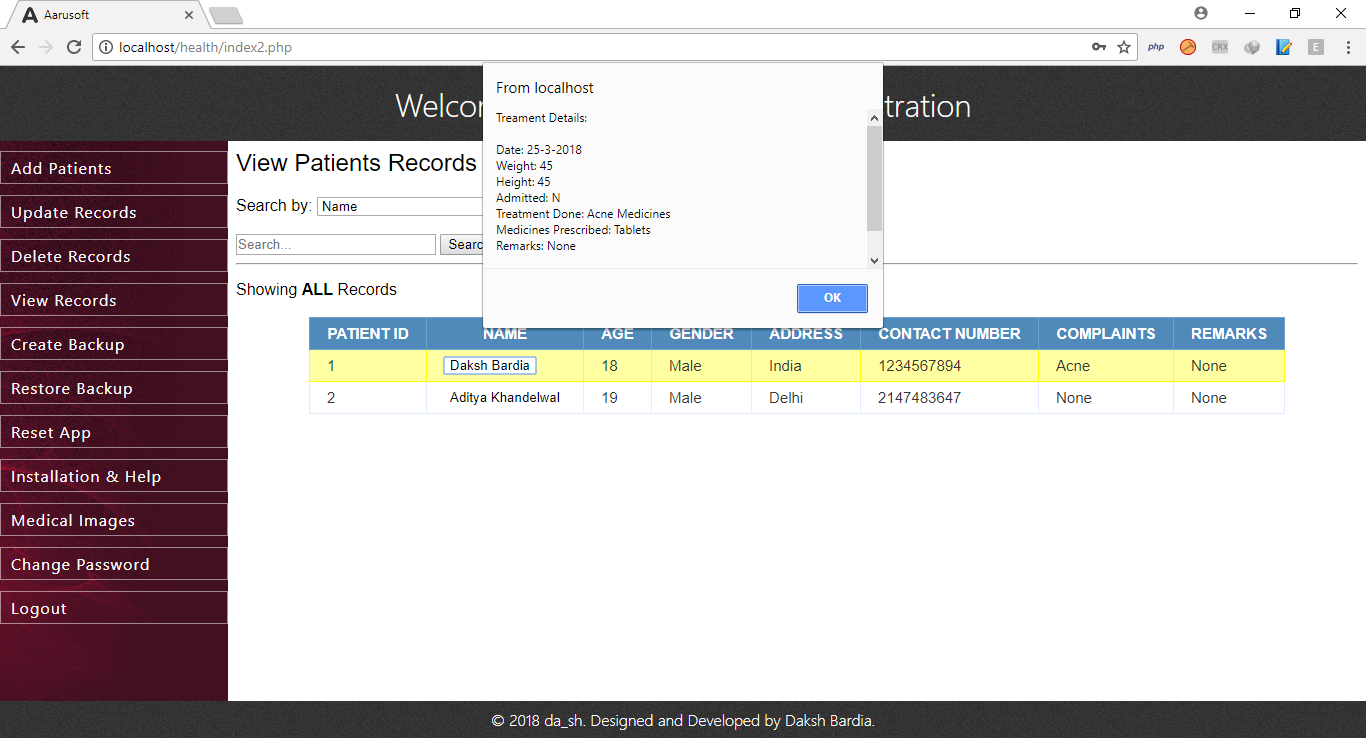 Aarusoft
localhost/health/index2.php
php
CRX
E
Welcom
tration
From localhost
Treament Details:
Date: 25-3-2018
Weight: 45
Height: 45
Admitted: N
Treatment Done: Acne Medicines
Medicines Prescribed: Tablets
Remarks: None
OK
Add Patients
Update Records
Delete Records
View Records
Create Backup
Restore Backup
Reset App
Installation & Help
Medical Images
Change Password
Logout
View Patients Records
Search by: Name
Search... Searc
Showing ALL Records
PATIENT ID NAME AGE GENDER ADDRESS CONTACT NUMBER COMPLAINTS REMARKS
1 Daksh Bardia 18 Male India 1234567894 Acne None
2 Aditya Khandelwal 19 Male Delhi 2147483647 None None
© 2018 da_sh. Designed and Developed by Daksh Bardia.